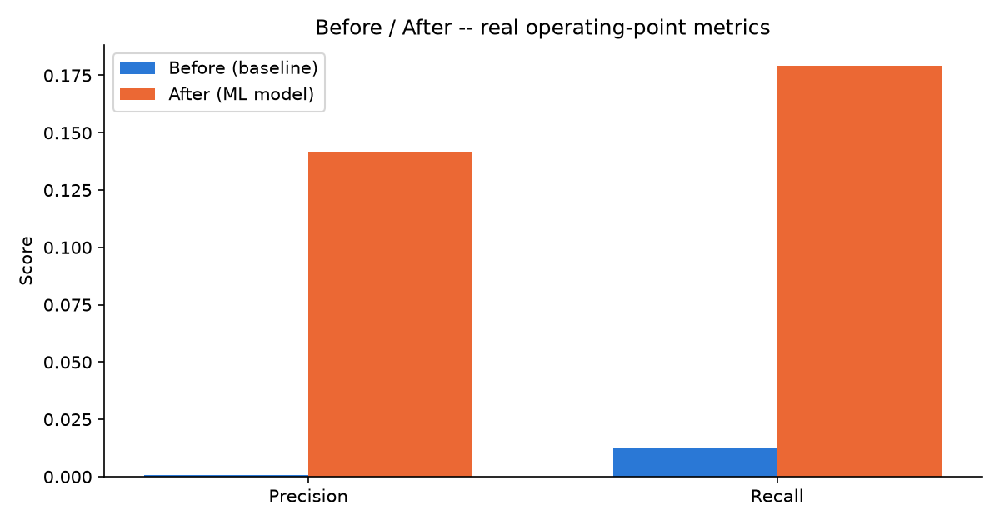 Before / After -- real operating-point metrics
Before (baseline)
After (ML model)
Score
0.175
0.150
0.125
0.100
0.075
0.050
0.025
0.000
Precision
Recall